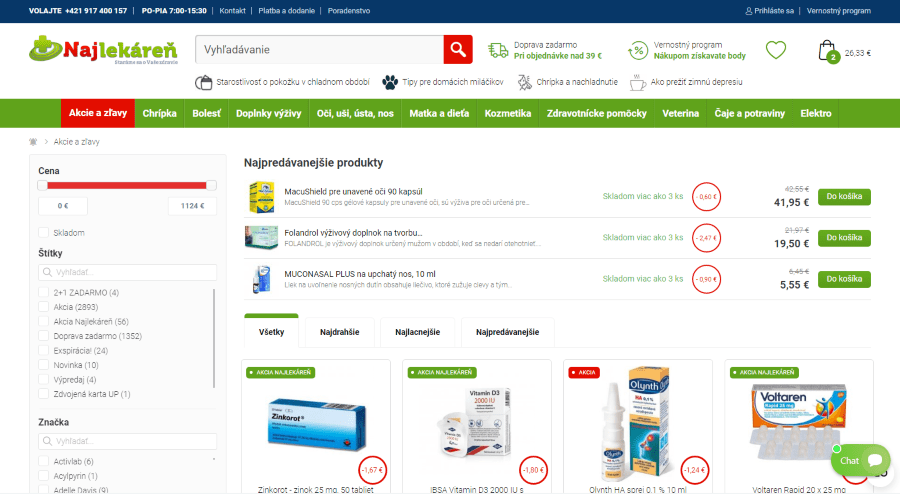 VOLAJTE +421 917 400 157 | PO-PIA 7:00-15:30 | Kontakt | Platba a dodanie | Poradenstvo
Prihláste sa | Vernostný program
Najlekáreň
Staráme sa o Vaše zdravie
Vyhľadávanie
Doprava zadarmo
Pri objednávke nad 39 €
Vernostný program
Nákupom získavate body
2
26,33 €
Starostlivosť o pokožku v chladnom období
Tipy pre domácich miláčikov
Chrípka a nachladnutie
Ako prežiť zimnú depresiu
Akcie a zľavy
Chrípka
Bolesť
Doplnky výživy
Oči, uši, ústa, nos
Matka a dieťa
Kozmetika
Zdravotnícke pomôcky
Veterina
Čaje a potraviny
Elektro
Akcie a zľavy
Cena
0 €
1124 €
Skladom
Štítky
Vyhľadať...
2+1 ZADARMO (4)
Akcia (2893)
Akcia Najlekáreň (56)
Doprava zadarmo (1352)
Exspirácia! (24)
Novinka (10)
Výpredaj (4)
Zdvojená karta UP (1)
Značka
Vyhľadať...
Activlab (6)
Acylpyrin (1)
Adelle Davis (9)
Najpredávanejšie produkty
MacuShield pre unavené oči 90 kapsúl
MacuShield 90 cps gélové kapsuly pre unavené oči, sú výživa pre oči určené pre...
Skladom viac ako 3 ks
- 0,60 €
42,55 €
41,95 €
Do košíka
Folandrol výživový doplnok na tvorbu...
FOLANDROL je výživový doplnok určený mužom v období, keď sa nedarí otehotnieť...
Skladom viac ako 3 ks
- 2,47 €
21,97 €
19,50 €
Do košíka
MUCONASAL PLUS na upchatý nos, 10 ml
Liek na uvoľnenie nosných dutín obsahuje liečivo, ktoré zužuje cievy a tým...
Skladom viac ako 3 ks
- 0,90 €
6,45 €
5,55 €
Do košíka
Všetky
Najdrahšie
Najlacnejšie
Najpredávanejšie
AKCIA NAJLEKÁREŇ
Zinkorot®
-1,67 €
Zinkorot - zinok 25 mg, 50 tabliet
AKCIA NAJLEKÁREŇ
Vitamin D3
2000 IU
-1,80 €
IBSA Vitamin D3 2000 IU s
AKCIA
Olynth
HA 0,1 %
-1,24 €
Olynth HA sprej 0,1 % 10 ml
AKCIA NAJLEKÁREŇ
Voltaren
Rapid 25 mg
Voltaren Rapid 20 x 25 mg
Chat